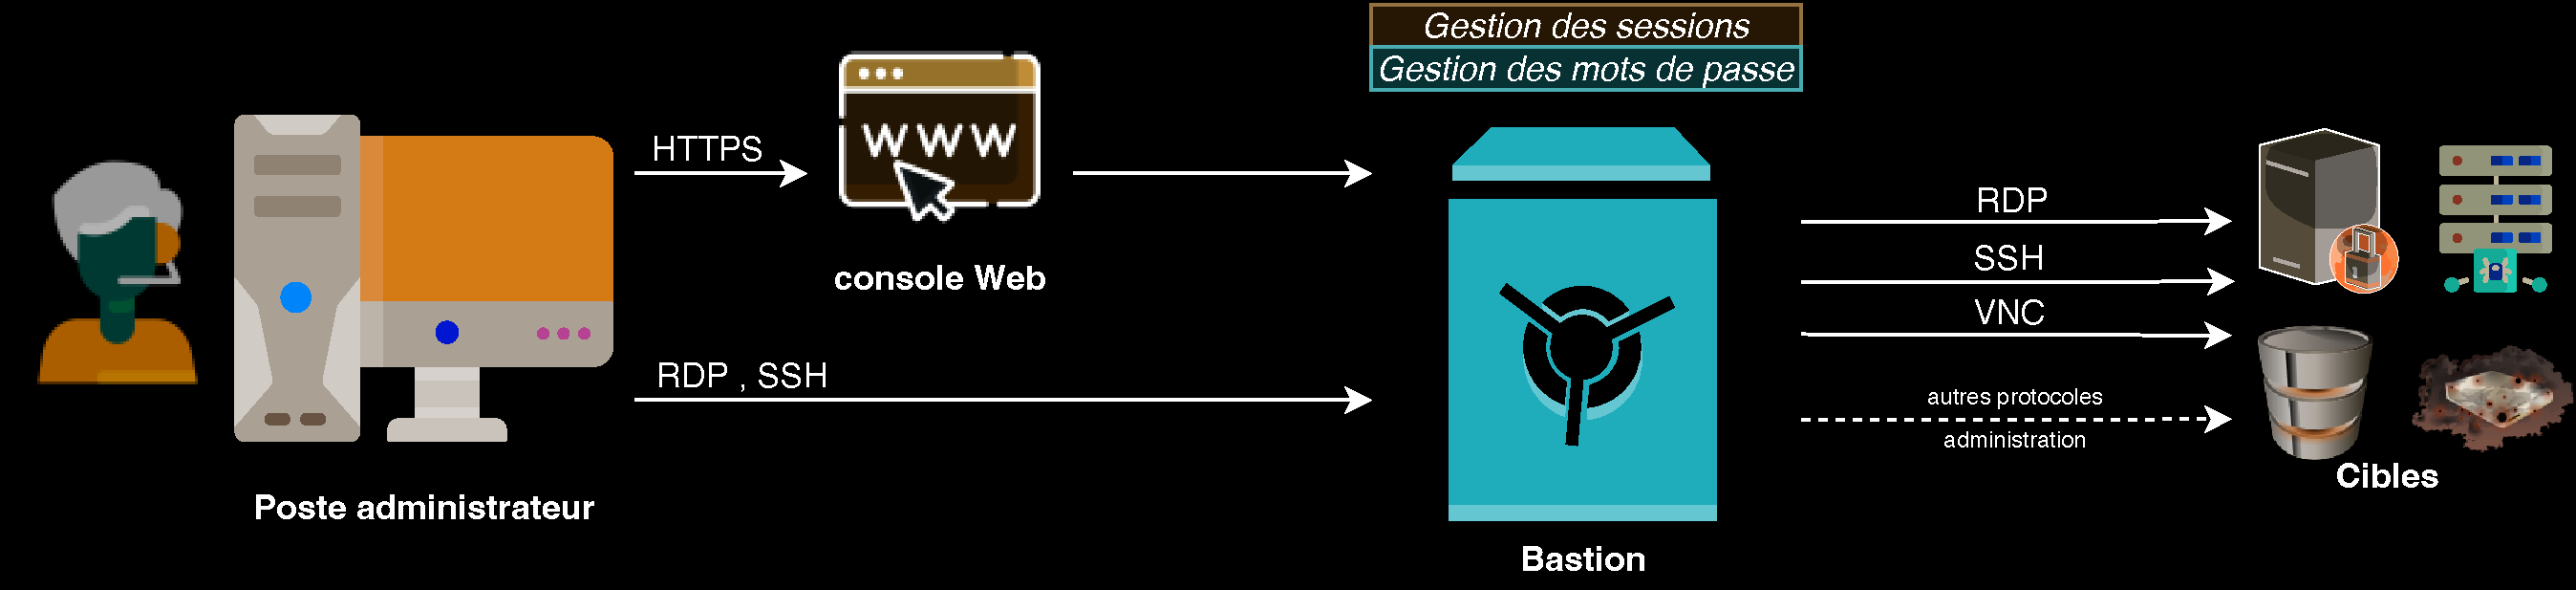 Gestion des sessions
Gestion des mots de passe
HTTPS
WWW
console Web
RDP , SSH
Poste administrateur
Bastion
RDP
SSH
VNC
autres protocoles
administration
Cibles